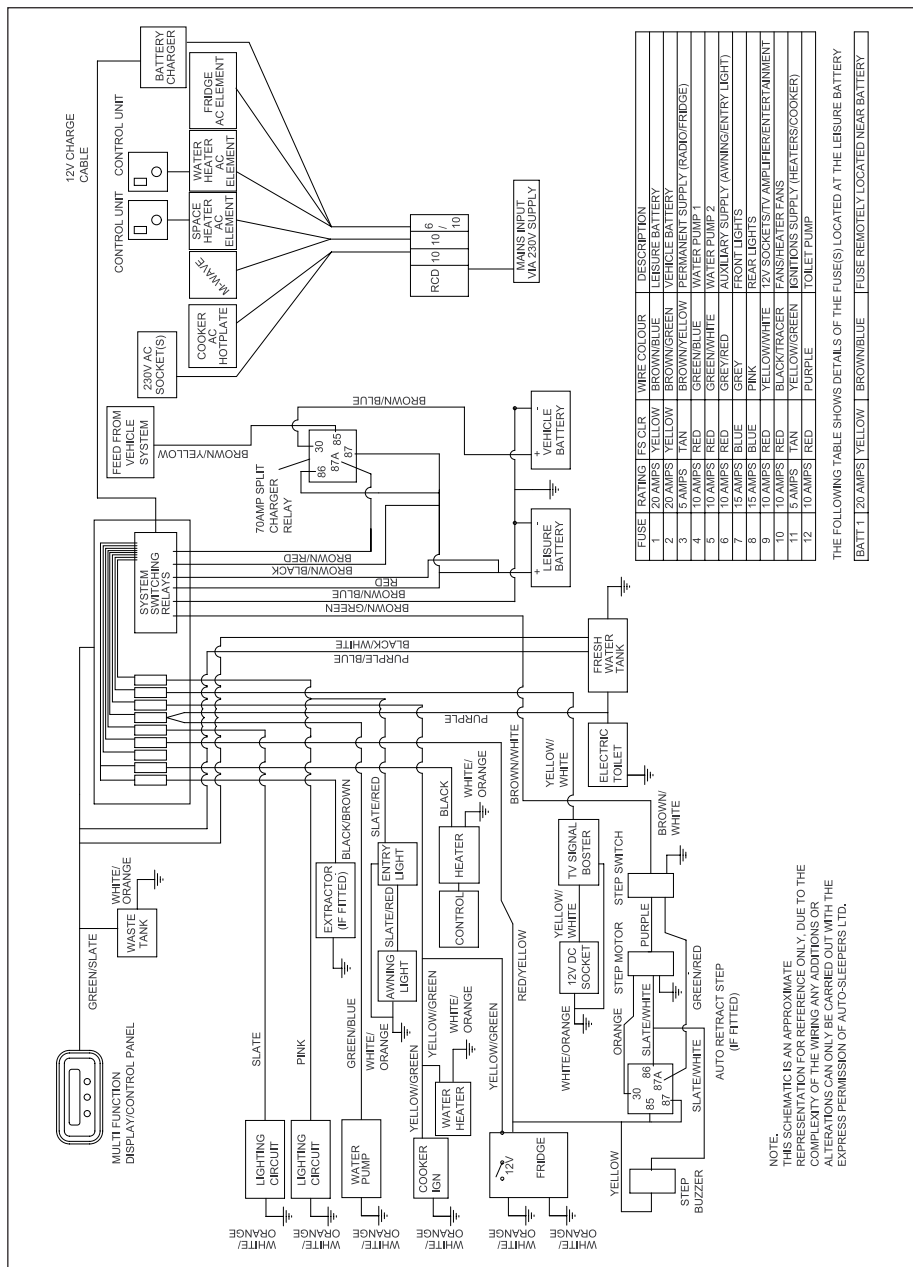 MULTI FUNCTION
DISPLAY/CONTROL PANEL
GREEN/SLATE
WASTE
TANK
WHITE/
ORANGE
SYSTEM
SWITCHING
RELAYS
FEED FROM
VEHICLE
SYSTEM
BROWN/YELLOW
230V AC
SOCKET(S)
COOKER
AC
HOTPLATE
M-WAVE
SPACE
HEATER
AC
ELEMENT
WATER
HEATER
AC
ELEMENT
FRIDGE
AC ELEMENT
BATTERY
CHARGER
CONTROL UNIT
CONTROL UNIT
12V CHARGE
CABLE
RCD
10
10
6
/
10
MAINS INPUT
VIA 230V SUPPLY
70AMP SPLIT
CHARGER
RELAY
30
86
85
87A
87
BROWN/BLUE
BROWN/RED
BROWN/BLACK
RED
BROWN/BLUE
BROWN/GREEN
BLACK/WHITE
PURPLE/BLUE
PURPLE
+
-
LEISURE
BATTERY
+
-
VEHICLE
BATTERY
FRESH
WATER
TANK
ELECTRIC
TOILET
SLATE
PINK
BLACK/BROWN
EXTRACTOR
(IF FITTED)
GREEN/BLUE
SLATE/RED
ENTRY
LIGHT
SLATE/RED
AWNING
LIGHT
WHITE/
ORANGE
BLACK
HEATER
CONTROL
WHITE/
ORANGE
YELLOW/GREEN
YELLOW/GREEN
WATER
HEATER
WHITE/
ORANGE
YELLOW/GREEN
RED/YELLOW
BROWN/WHITE
YELLOW/
WHITE
TV SIGNAL
BOSTER
YELLOW/
WHITE
12V DC
SOCKET
WHITE/ORANGE
BROWN/
WHITE
STEP SWITCH
PURPLE
STEP MOTOR
ORANGE
SLATE/WHITE
GREEN/RED
30
86
85
87A
87
SLATE/WHITE
AUTO RETRACT STEP
(IF FITTED)
YELLOW
STEP
BUZZER
LIGHTING
CIRCUIT
LIGHTING
CIRCUIT
WATER
PUMP
COOKER
IGN
12V
FRIDGE
WHITE/
ORANGE
WHITE/
ORANGE
WHITE/
ORANGE
WHITE/
ORANGE
WHITE/
ORANGE
WHITE/
ORANGE
FUSE RATING FS CLR WIRE COLOUR DESCRIPTION
1 20 AMPS YELLOW BROWN/BLUE LEISURE BATTERY
2 20 AMPS YELLOW BROWN/GREEN VEHICLE BATTERY
3 5 AMPS TAN BROWN/YELLOW PERMANENT SUPPLY (RADIO/FRIDGE)
4 10 AMPS RED GREEN/BLUE WATER PUMP 1
5 10 AMPS RED GREEN/WHITE WATER PUMP 2
6 10 AMPS RED GREY/RED AUXILIARY SUPPLY (AWNING/ENTRY LIGHT)
7 15 AMPS BLUE GREY FRONT LIGHTS
8 15 AMPS BLUE PINK REAR LIGHTS
9 10 AMPS RED YELLOW/WHITE 12V SOCKETS/TV AMPLIFIER/ENTERTAINMENT
10 10 AMPS RED BLACK/TRACER FANS/HEATER FANS
11 5 AMPS TAN YELLOW/GREEN IGNITIONS SUPPLY (HEATERS/COOKER)
12 10 AMPS RED PURPLE TOILET PUMP
THE FOLLOWING TABLE SHOWS DETAILS OF THE FUSE(S) LOCATED AT THE LEISURE BATTERY
BATT 1 20 AMPS YELLOW BROWN/BLUE FUSE REMOTELY LOCATED NEAR BATTERY
NOTE.
THIS SCHEMATIC IS AN APPROXIMATE
REPRESENTATION FOR REFERENCE ONLY. DUE TO THE
COMPLEXITY OF THE WIRING ANY ADDITIONS OR
ALTERATIONS CAN ONLY BE CARRIED OUT WITH THE
EXPRESS PERMISSION OF AUTO-SLEEPERS LTD.